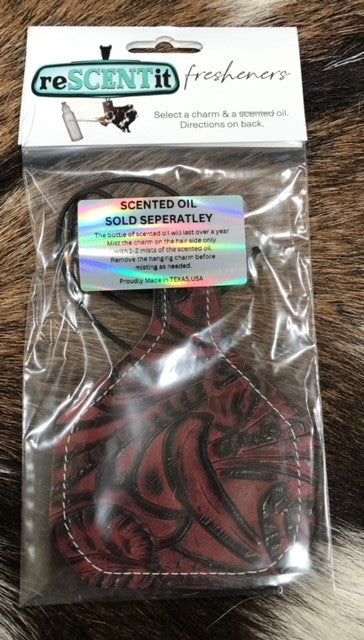 reSCENTit fresheners
Select a charm & a scented oil.
Directions on back.
SCENTED OIL
SOLD SEPERATLEY
The bottle of scented oil will last over a year
Mist the charm on the hair side only
with 1-2 mists of the scented oil.
Remove the hanging charm before
misting as needed.
Proudly Made in TEXAS,USA